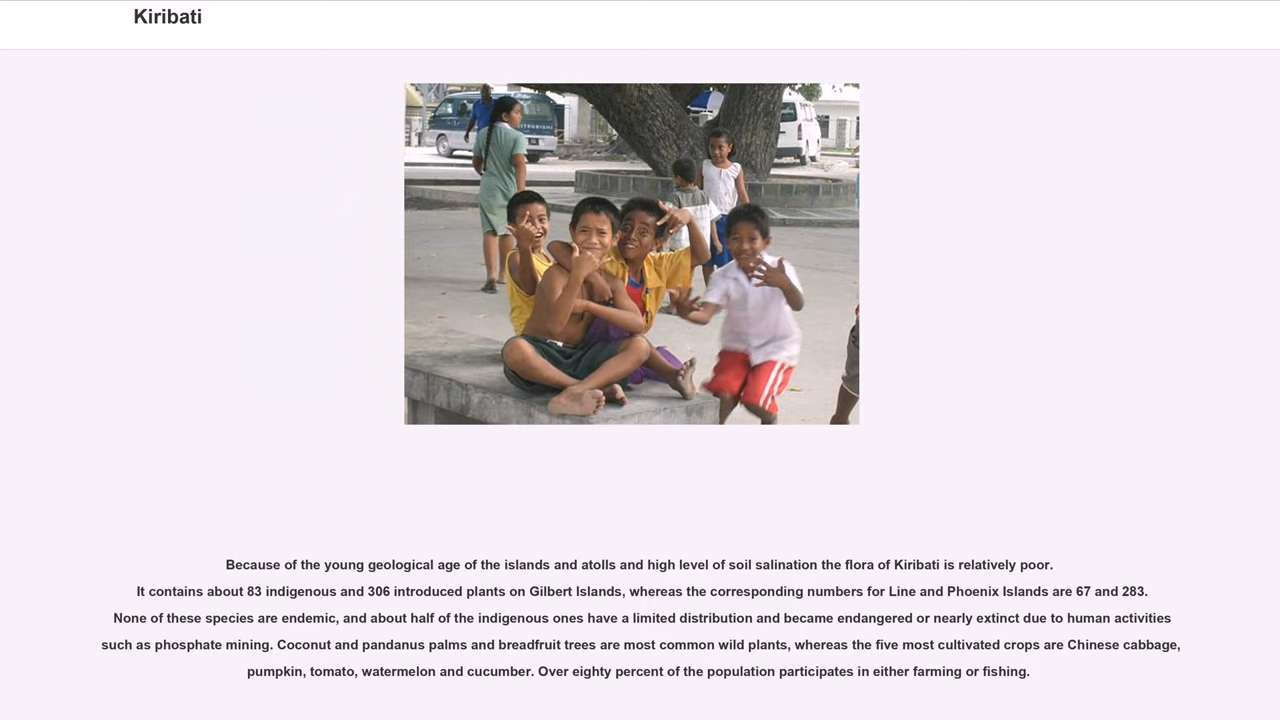 Kiribati
MITSUBISHI
Because of the young geological age of the islands and atolls and high level of soil salination the flora of Kiribati is relatively poor.
It contains about 83 indigenous and 306 introduced plants on Gilbert Islands, whereas the corresponding numbers for Line and Phoenix Islands are 67 and 283.
None of these species are endemic, and about half of the indigenous ones have a limited distribution and became endangered or nearly extinct due to human activities
such as phosphate mining. Coconut and pandanus palms and breadfruit trees are most common wild plants, whereas the five most cultivated crops are Chinese cabbage,
pumpkin, tomato, watermelon and cucumber. Over eighty percent of the population participates in either farming or fishing.